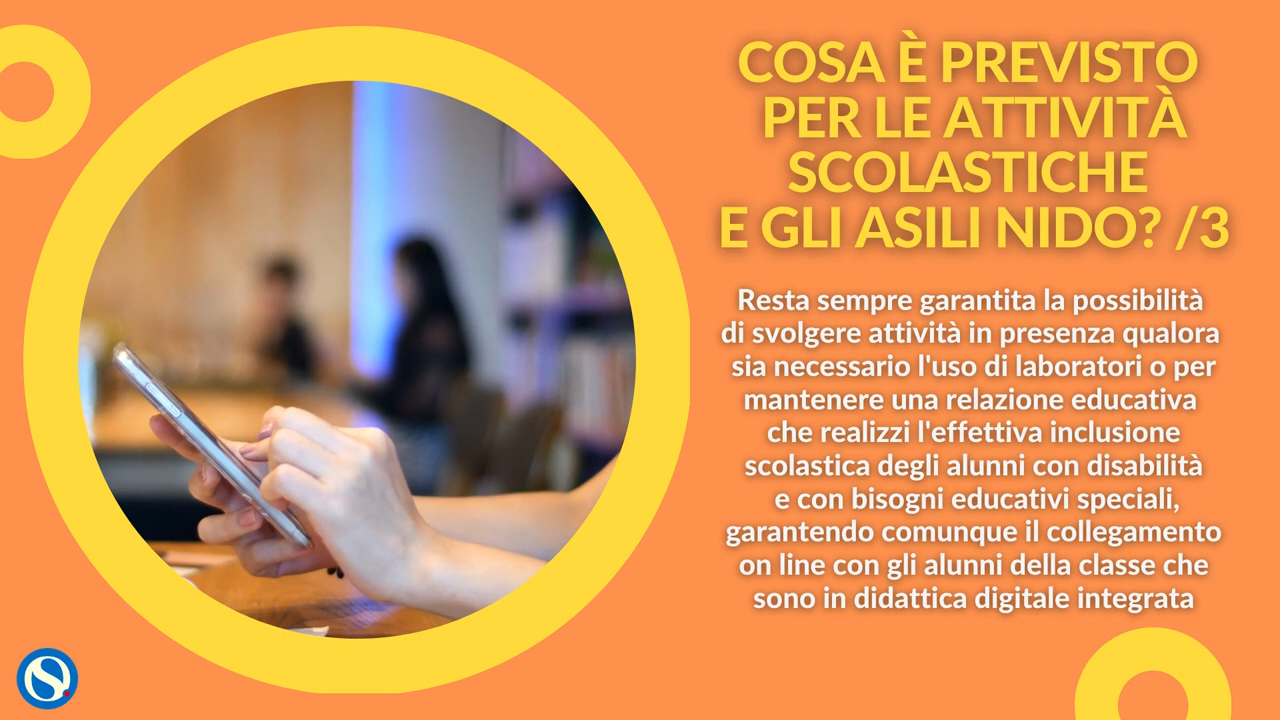 COSA È PREVISTO
PER LE ATTIVITÀ
SCOLASTICHE
E GLI ASILI NIDO? /3
Resta sempre garantita la possibilità
di svolgere attività in presenza qualora
sia necessario l'uso di laboratori o per
mantenere una relazione educativa
che realizzi l'effettiva inclusione
scolastica degli alunni con disabilità
e con bisogni educativi speciali,
garantendo comunque il collegamento
on line con gli alunni della classe che
sono in didattica digitale integrata
S.